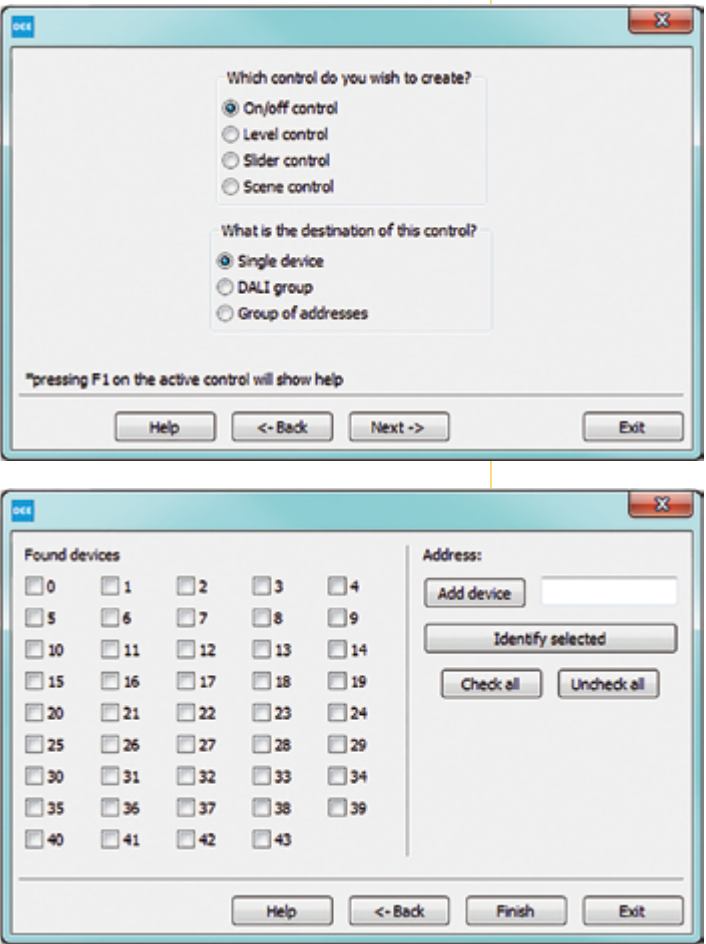 Which control do you wish to create?
On/off control
Level control
Slider control
Scene control
What is the destination of this control?
Single device
DALI group
Group of addresses
*pressing F1 on the active control will show help
Help <- Back Next -> Exit
Found devices
0 1 2 3 4
5 6 7 8 9
10 11 12 13 14
15 16 17 18 19
20 21 22 23 24
25 26 27 28 29
30 31 32 33 34
35 36 37 38 39
40 41 42 43
Address:
Add device
Identify selected
Check all Uncheck all
Help <- Back Finish Exit